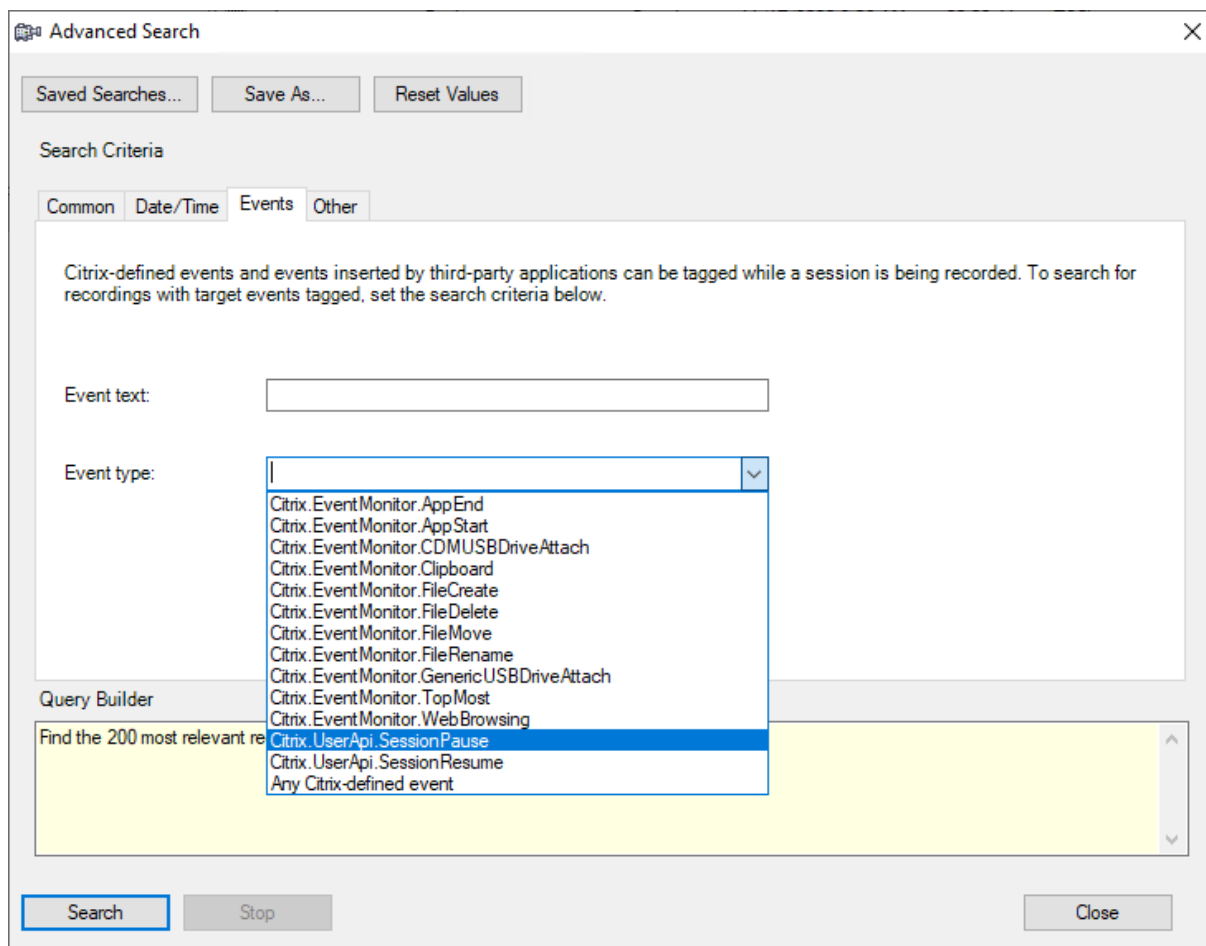 Advanced Search
Saved Searches... Save As... Reset Values
Search Criteria
Common Date/Time Events Other
Citrix-defined events and events inserted by third-party applications can be tagged while a session is being recorded. To search for
recordings with target events tagged, set the search criteria below.
Event text:
Event type:
Citrix.EventMonitor.AppEnd
Citrix.EventMonitor.AppStart
Citrix.EventMonitor.CDMUSBDriveAttach
Citrix.EventMonitor.Clipboard
Citrix.EventMonitor.FileCreate
Citrix.EventMonitor.FileDelete
Citrix.EventMonitor.FileMove
Citrix.EventMonitor.FileRename
Citrix.EventMonitor.GenericUSBDriveAttach
Citrix.EventMonitor.TopMost
Citrix.EventMonitor.WebBrowsing
Citrix.UserApi.SessionPause
Citrix.UserApi.SessionResume
Any Citrix-defined event
Query Builder
Find the 200 most relevant re
Search Stop Close